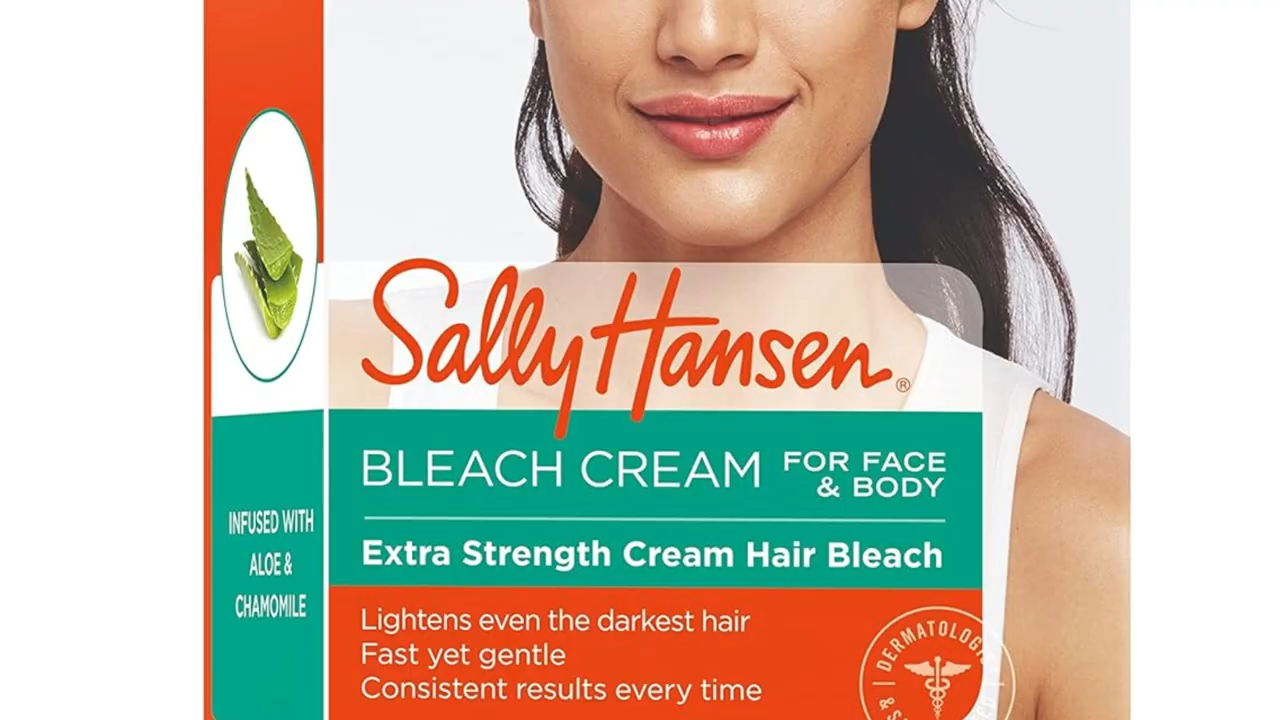 Sally Hansen®
BLEACH CREAM
FOR FACE
& BODY
Extra Strength Cream Hair Bleach
Lightens even the darkest hair
Fast yet gentle
Consistent results every time
INFUSED WITH
ALOE &
CHAMOMILE